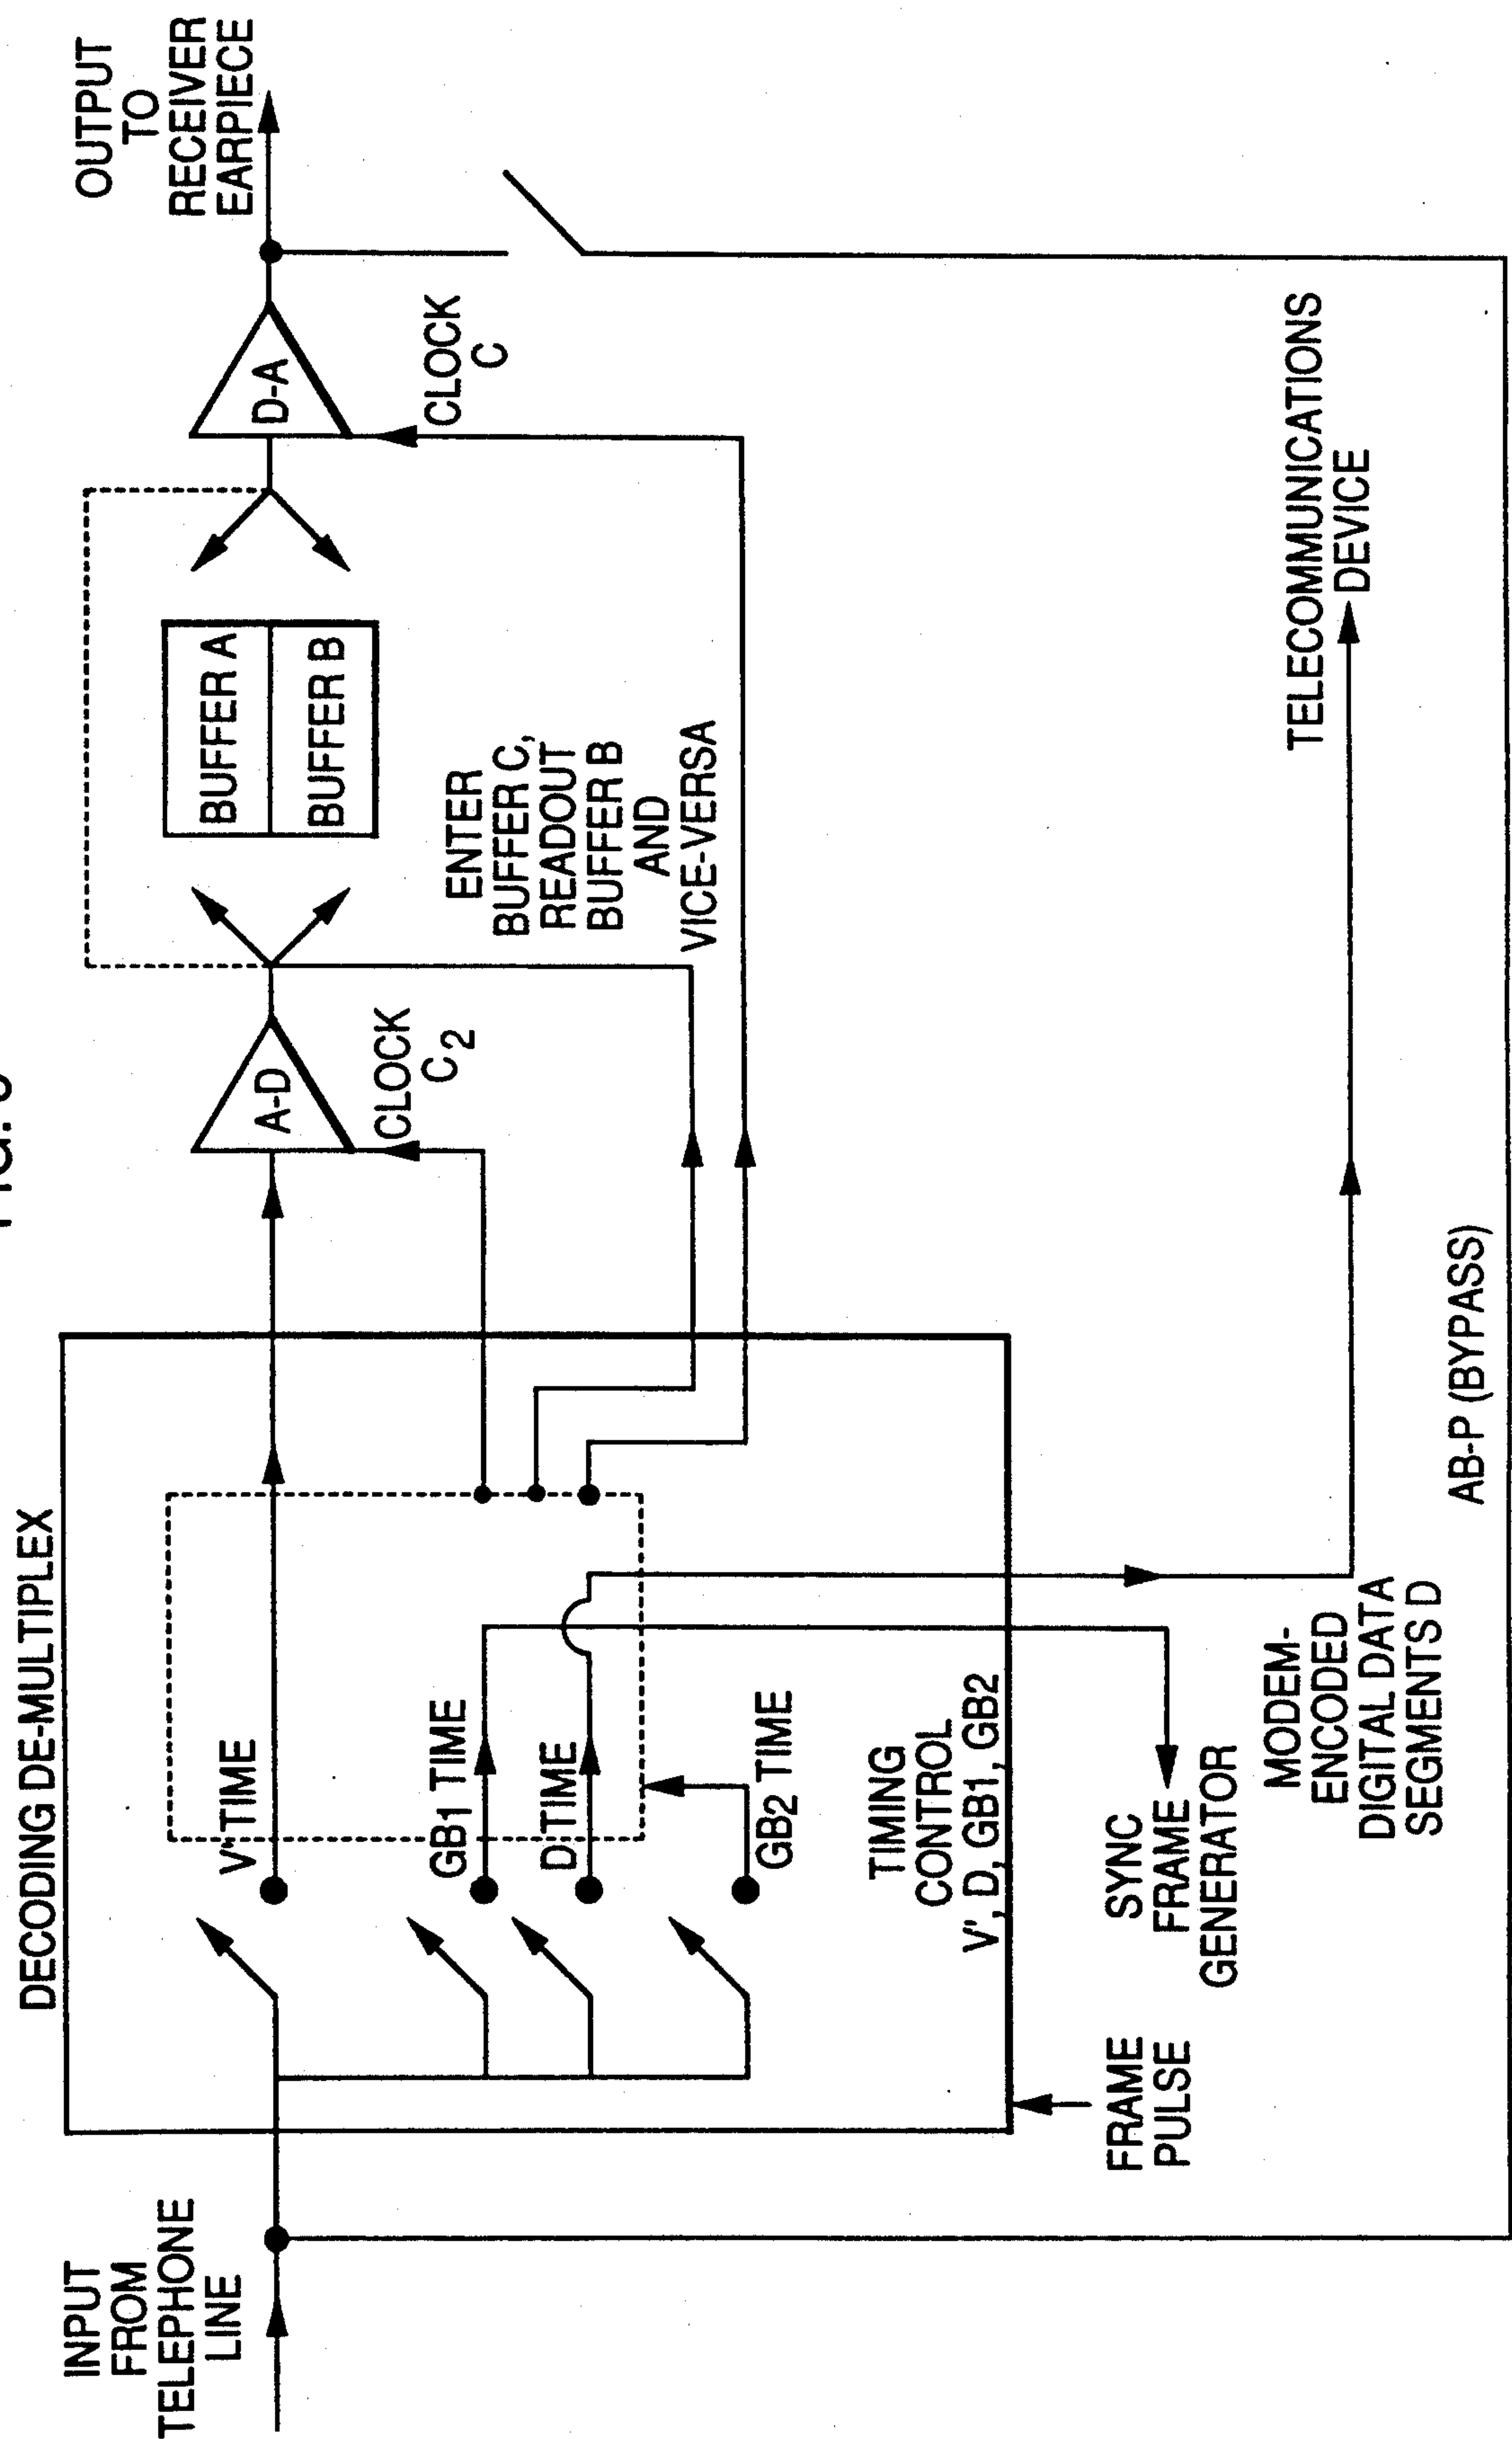 DECODING DE-MULTIPLEX
INPUT
FROM
TELEPHONE
LINE
V' TIME
GB1 TIME
D TIME
GB2 TIME
TIMING
CONTROL
V', D, GB1, GB2
FRAME
PULSE
SYNC
FRAME
GENERATOR
MODEM-
ENCODED
DIGITAL DATA
SEGMENTS D
A-D
CLOCK
C2
BUFFER A
BUFFER B
ENTER
BUFFER C,
READOUT
BUFFER B
AND
VICE-VERSA
D-A
CLOCK
C
OUTPUT
TO
RECEIVER
EARPIECE
TELECOMMUNICATIONS
DEVICE
AB-P (BYPASS)